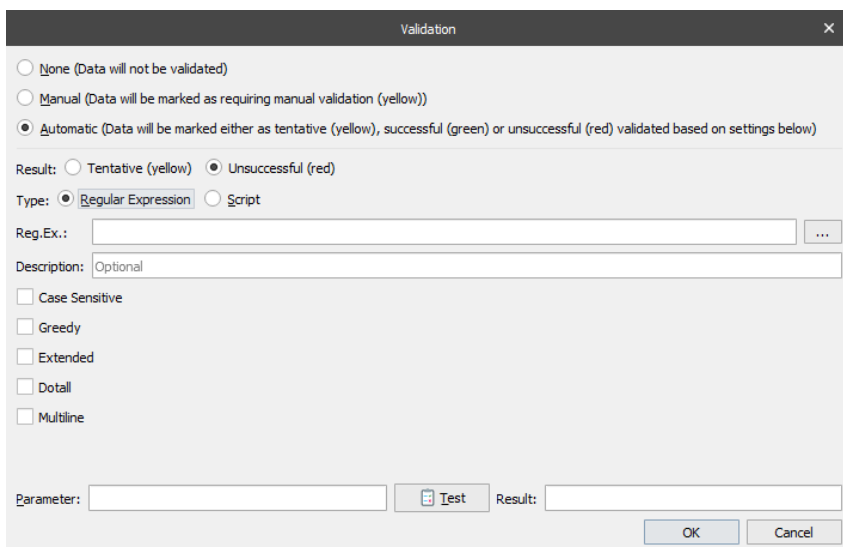 Validation
None (Data will not be validated)
Manual (Data will be marked as requiring manual validation (yellow))
Automatic (Data will be marked either as tentative (yellow), successful (green) or unsuccessful (red) validated based on settings below)
Result: Tentative (yellow) Unsuccessful (red)
Type: Regular Expression Script
Reg.Ex.: ...
Description: Optional
Case Sensitive
Greedy
Extended
Dotall
Multiline
Parameter: Test Result:
OK Cancel